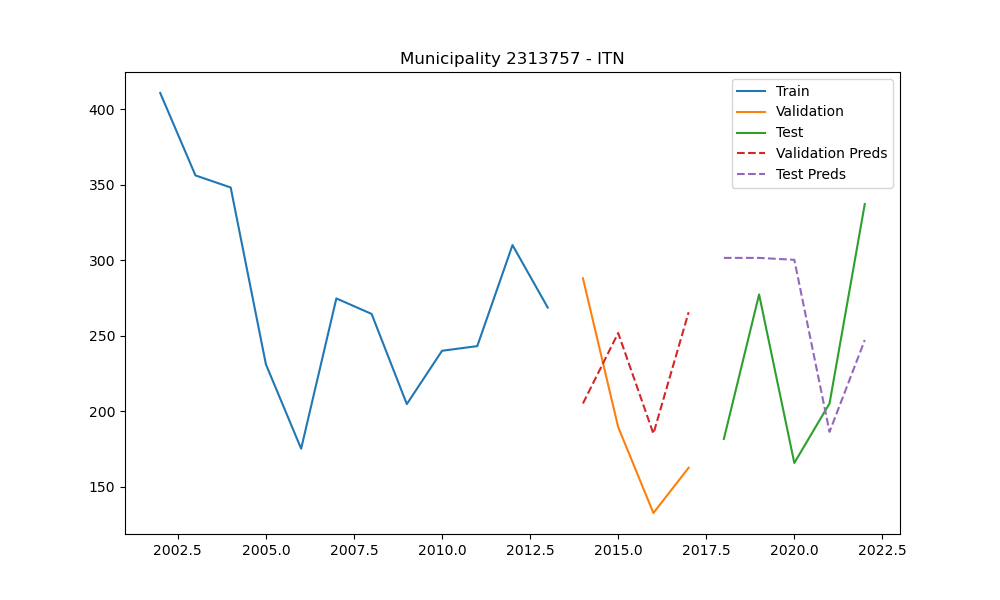 Municipality 2313757 - ITN
Train
Validation
Test
Validation Preds
Test Preds
400
350
300
250
200
150
2002.5 2005.0 2007.5 2010.0 2012.5 2015.0 2017.5 2020.0 2022.5